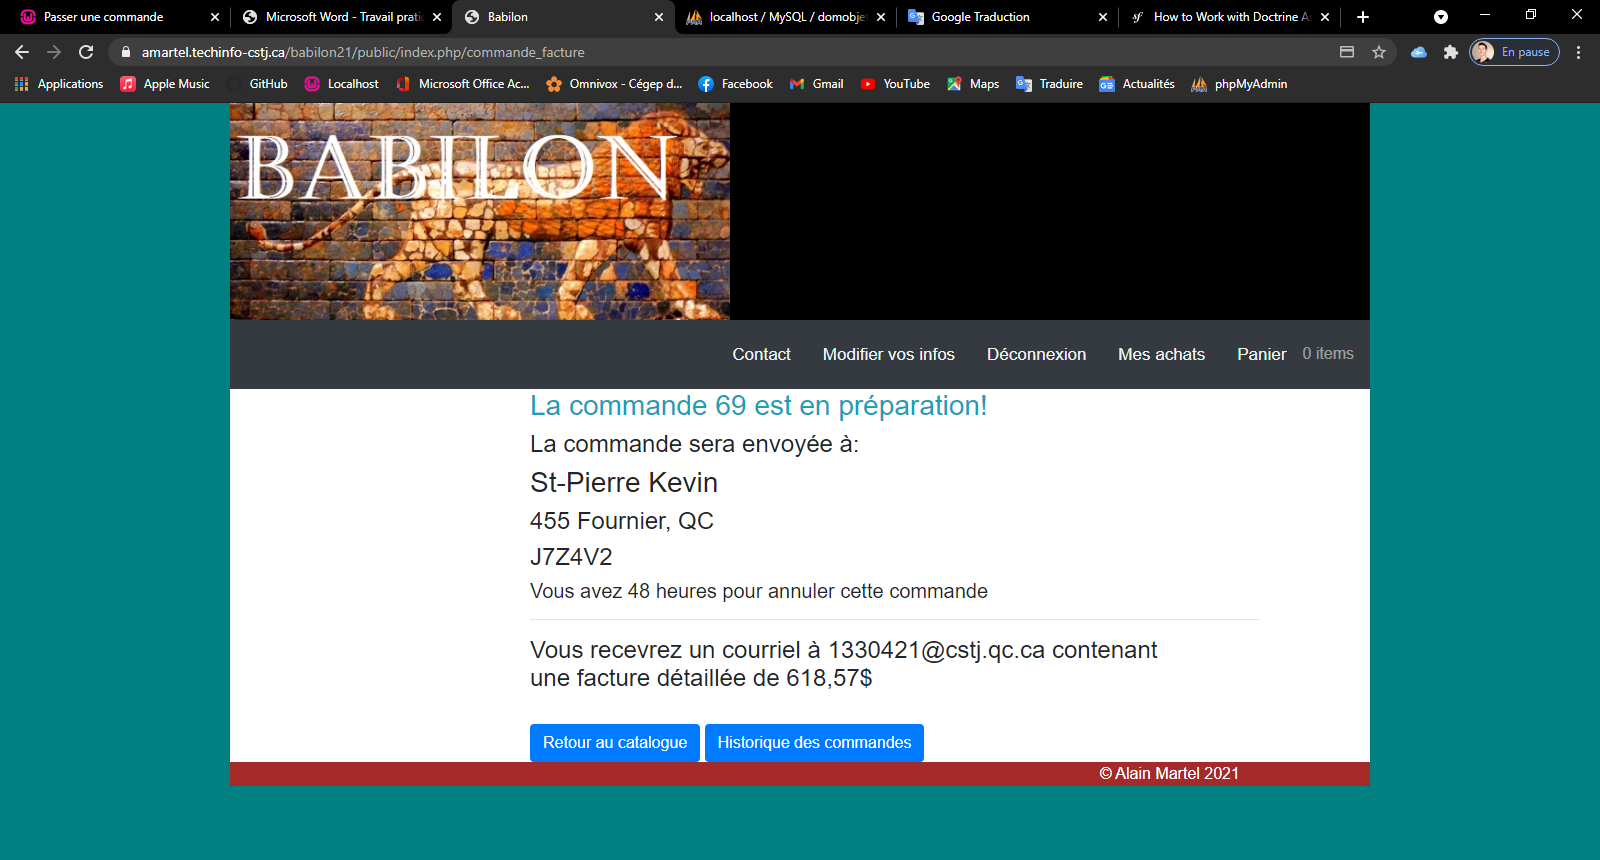 Passer une commande
Microsoft Word - Travail prati
Babilon
localhost / MySQL / domobje
Google Traduction
How to Work with Doctrine As
amartel.techinfo-cstj.ca/babilon21/public/index.php/commande_facture
En pause
Applications
Apple Music
GitHub
Localhost
Microsoft Office Ac...
Omnivox - Cégep d...
Facebook
Gmail
YouTube
Maps
Traduire
Actualités
phpMyAdmin
BABILON
Contact
Modifier vos infos
Déconnexion
Mes achats
Panier
0 items
La commande 69 est en préparation!
La commande sera envoyée à:
St-Pierre Kevin
455 Fournier, QC
J7Z4V2
Vous avez 48 heures pour annuler cette commande
Vous recevrez un courriel à 1330421@cstj.qc.ca contenant
une facture détaillée de 618,57$
Retour au catalogue
Historique des commandes
© Alain Martel 2021